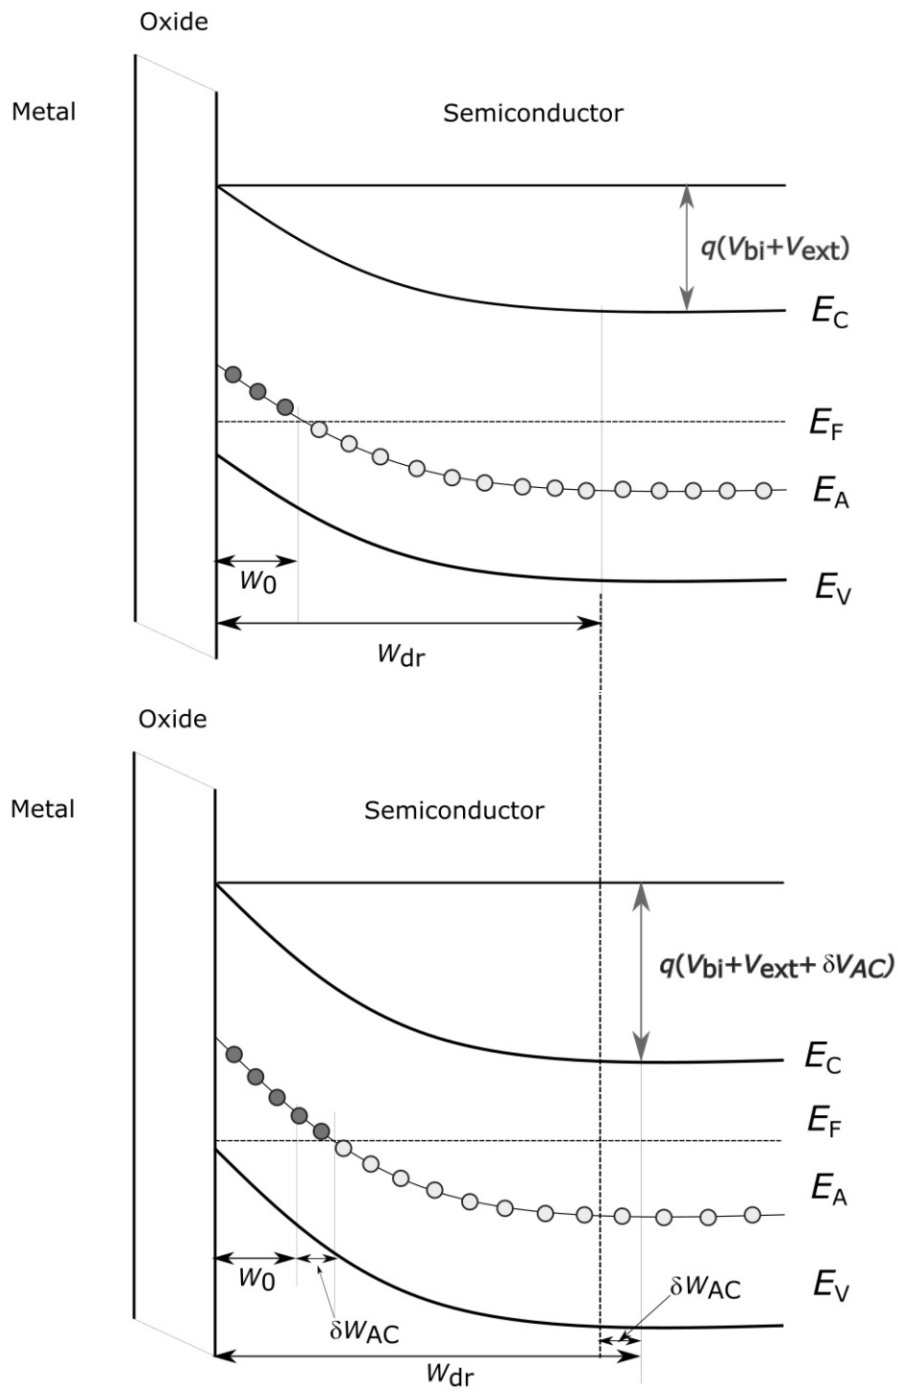 Oxide
Metal
Semiconductor
q(Vbi+Vext)
EC
EF
EA
EV
w0
wdr
Oxide
Metal
Semiconductor
q(Vbi+Vext+ δVAC)
EC
EF
EA
EV
w0
δwAC
δwAC
wdr